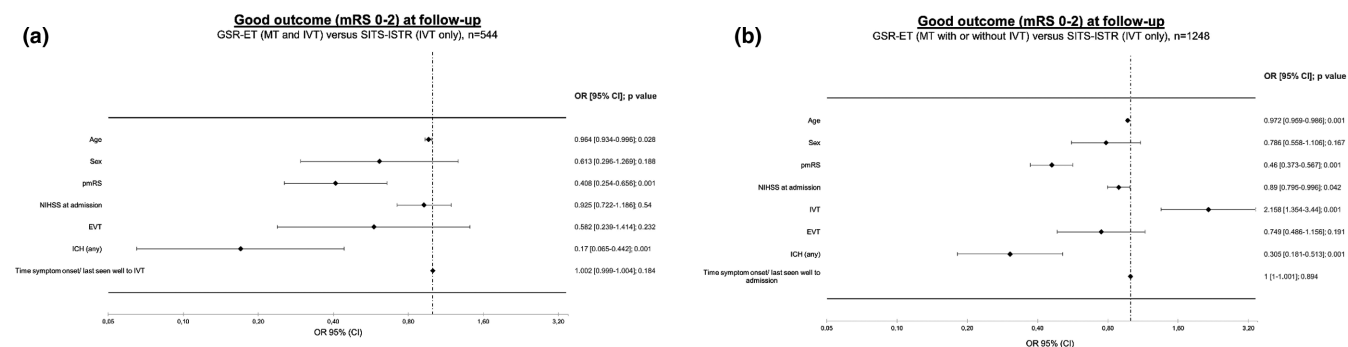 (a)
Good outcome (mRS 0-2) at follow-up
GSR-ET (MT and IVT) versus SITS-ISTR (IVT only), n=544
OR [95% CI]; p value
Age 0.964 [0.934-0.996]; 0.028
Sex 0.613 [0.296-1.269]; 0.188
pmRS 0.408 [0.254-0.656]; 0.001
NIHSS at admission 0.925 [0.722-1.186]; 0.54
EVT 0.582 [0.239-1.414]; 0.232
ICH (any) 0.17 [0.065-0.442]; 0.001
Time symptom onset/ last seen well to IVT 1.002 [0.999-1.004]; 0.184
0,05 0,10 0,20 0,40 0,80 1,60 3,20
OR 95% (CI)
(b)
Good outcome (mRS 0-2) at follow-up
GSR-ET (MT with or without IVT) versus SITS-ISTR (IVT only), n=1248
OR [95% CI]; p value
Age 0.972 [0.959-0.986]; 0.001
Sex 0.786 [0.558-1.106]; 0.167
pmRS 0.46 [0.373-0.567]; 0.001
NIHSS at admission 0.89 [0.795-0.996]; 0.042
IVT 2.158 [1.354-3.44]; 0.001
EVT 0.749 [0.486-1.156]; 0.191
ICH (any) 0.305 [0.181-0.513]; 0.001
Time symptom onset/ last seen well to
admission 1 [1-1.001]; 0.894
0,05 0,10 0,20 0,40 0,80 1,60 3,20
OR 95% (CI)